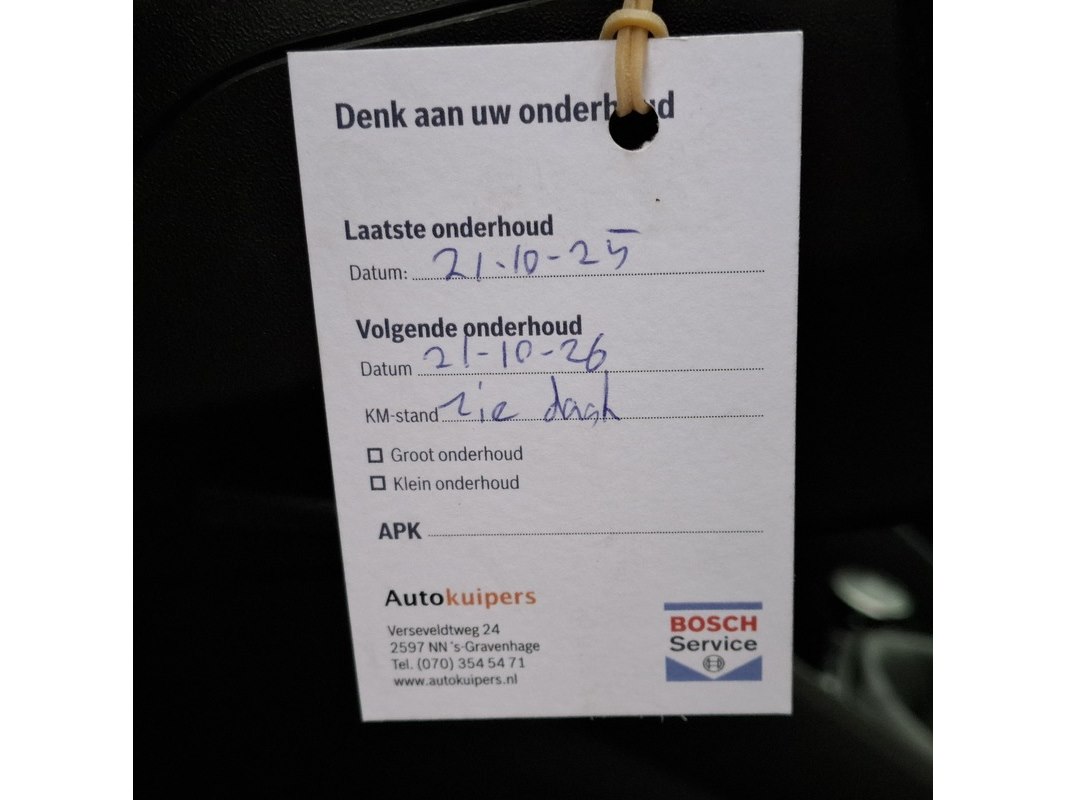 Denk aan uw onderhoud
Laatste onderhoud
Datum: 21-10-25
Volgende onderhoud
Datum 21-10-26
KM-stand zie dash
Groot onderhoud
Klein onderhoud
APK
Autokuipers
Verseveldtweg 24
2597 NN 's-Gravenhage
Tel. (070) 354 54 71
www.autokuipers.nl
BOSCH
Service